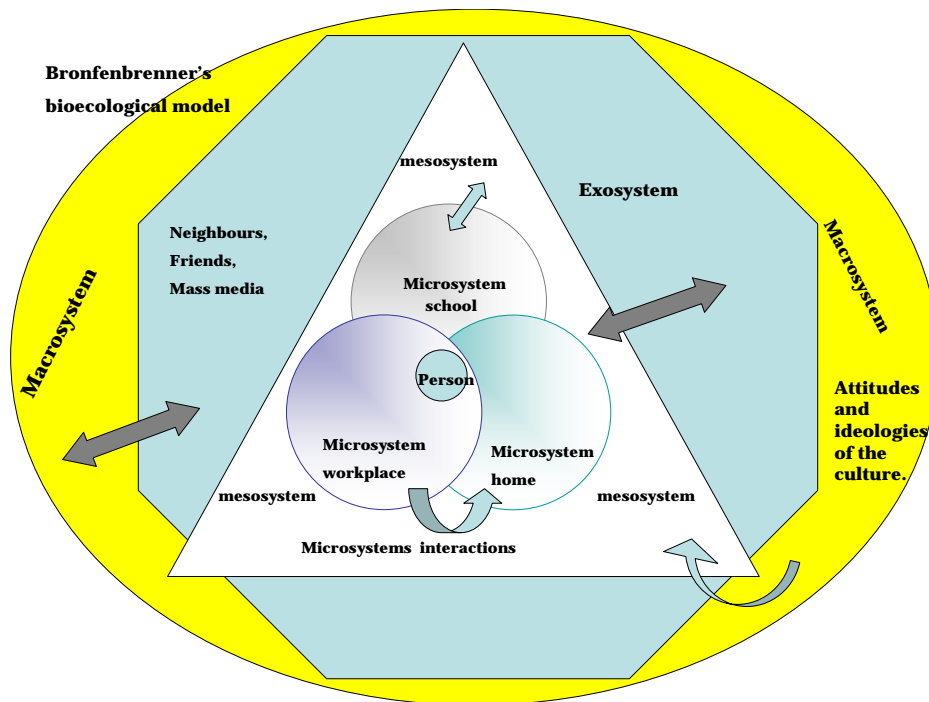 Bronfenbrenner's
bioecological model
mesosystem
Exosystem
Neighbours,
Friends,
Mass media
Macrosystem
Macrosystem
Microsystem
school
Person
Attitudes
and
ideologies
of the
culture.
Microsystem
workplace
Microsystem
home
mesosystem
mesosystem
Microsystems interactions